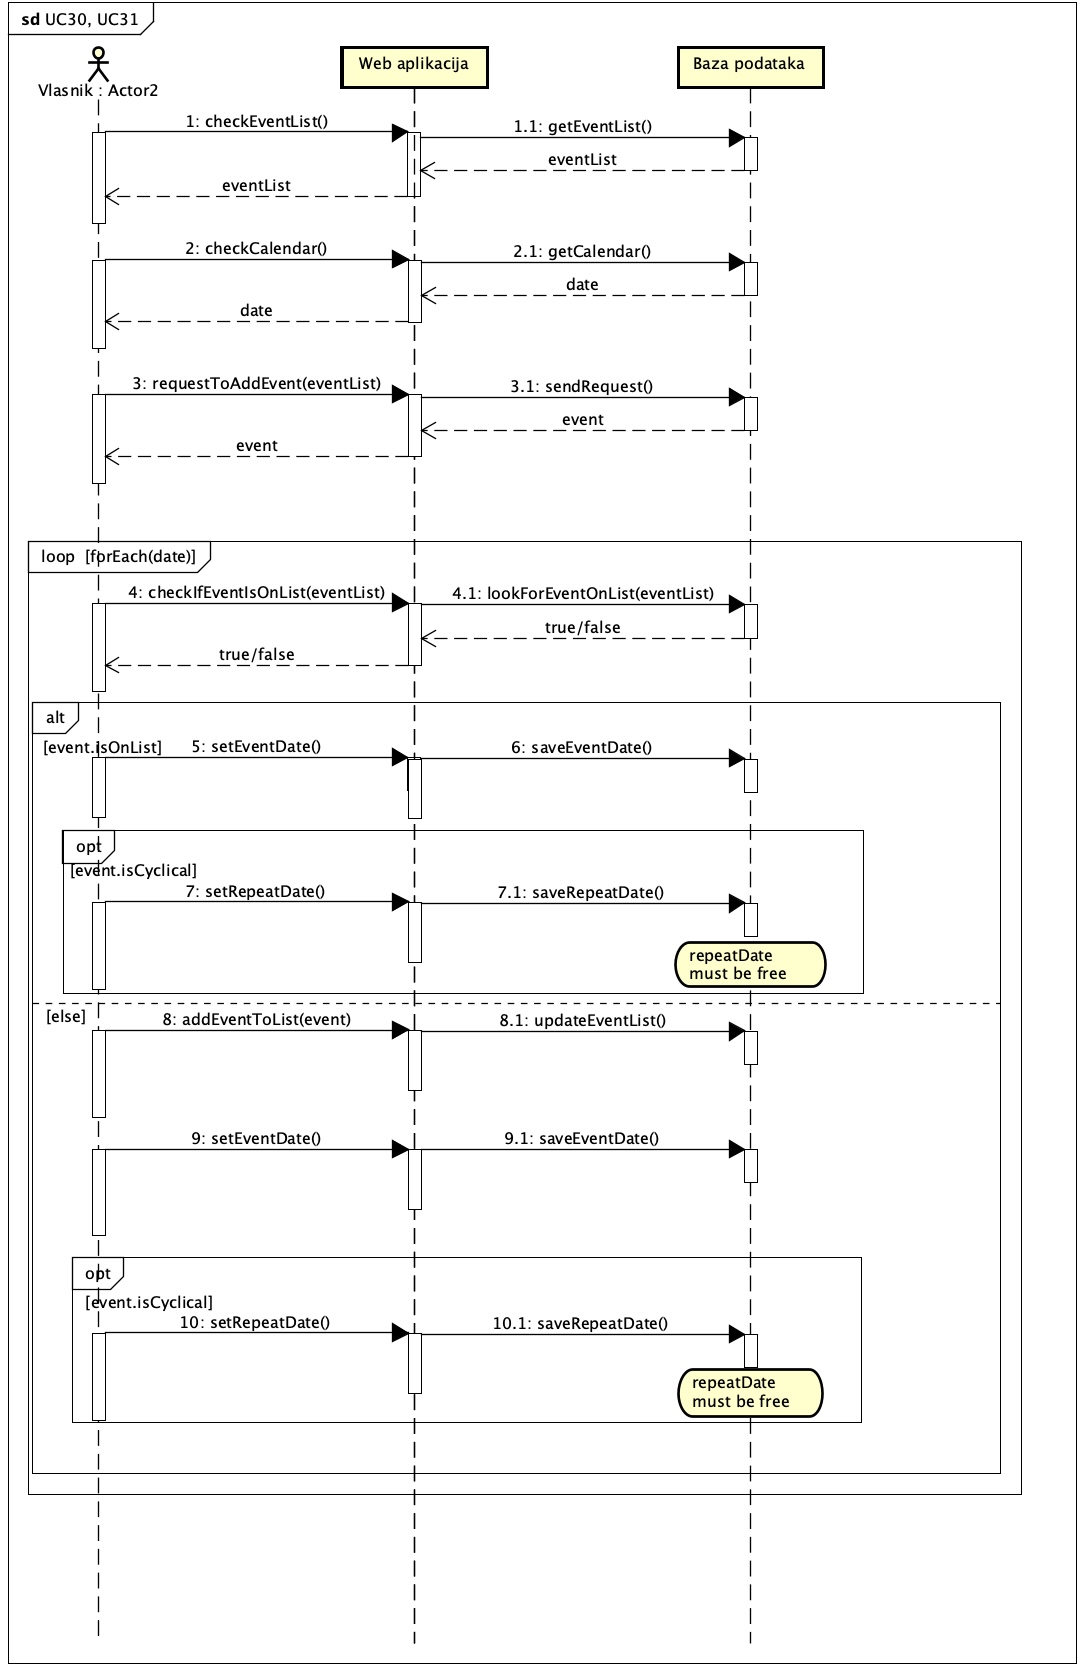 sd UC30, UC31
Vlasnik : Actor2
Web aplikacija
Baza podataka
1: checkEventList()
1.1: getEventList()
eventList
eventList
2: checkCalendar()
2.1: getCalendar()
date
date
3: requestToAddEvent(eventList)
3.1: sendRequest()
event
event
loop [forEach(date)]
4: checkIfEventIsOnList(eventList)
4.1: lookForEventOnList(eventList)
true/false
true/false
alt
[event.isOnList]
5: setEventDate()
6: saveEventDate()
opt
[event.isCyclical]
7: setRepeatDate()
7.1: saveRepeatDate()
repeatDate
must be free
[else]
8: addEventToList(event)
8.1: updateEventList()
9: setEventDate()
9.1: saveEventDate()
opt
[event.isCyclical]
10: setRepeatDate()
10.1: saveRepeatDate()
repeatDate
must be free